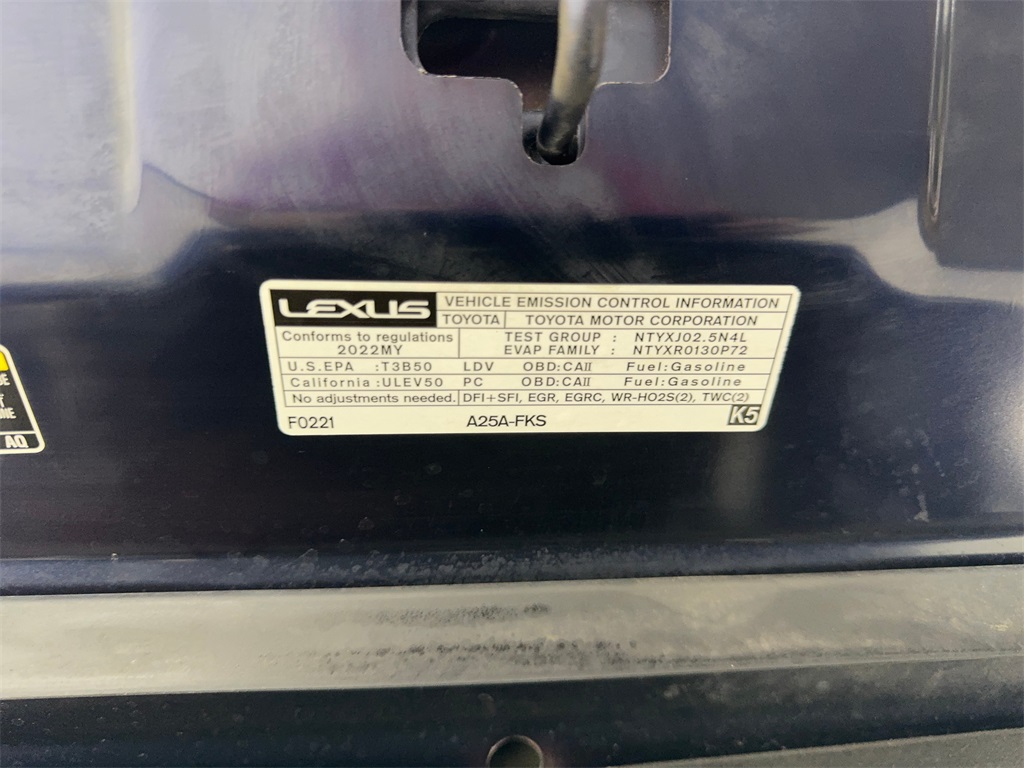 LEXUS
VEHICLE EMISSION CONTROL INFORMATION
TOYOTA
TOYOTA MOTOR CORPORATION
Conforms to regulations
2022MY
TEST GROUP : NTYXJ02.5N4L
EVAP FAMILY : NTYXR0130P72
U.S.EPA :T3B50 LDV OBD:CAII Fuel:Gasoline
California:ULEV50 PC OBD:CAII Fuel:Gasoline
No adjustments needed. DFI+SFI, EGR, EGRC, WR-HO2S(2), TWC(2)
F0221 A25A-FKS K5
AQ